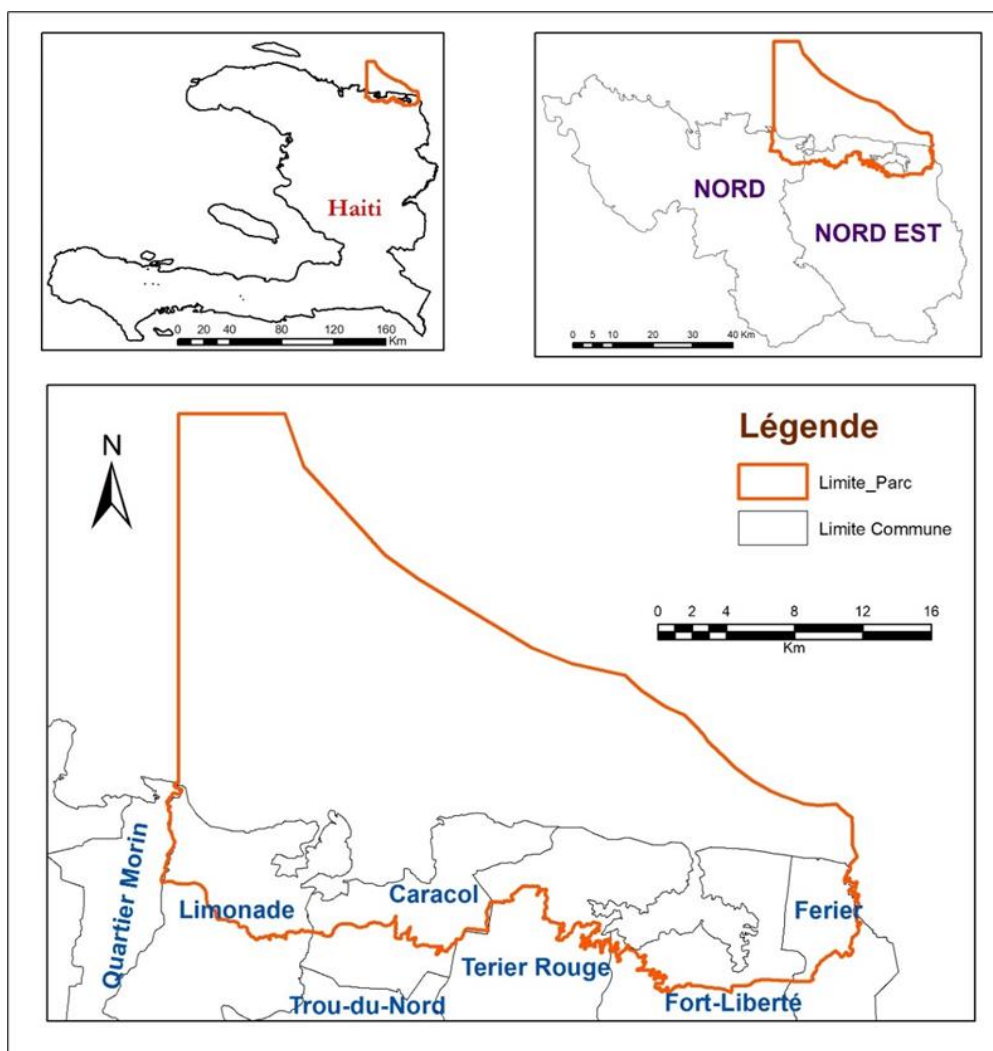 Haiti
0 20 40 80 120 160
Km
NORD
NORD EST
0 5 10 20 30 40 Km
N
Légende
Limite_Parc
Limite Commune
0 2 4 8 12 16
Km
Quartier Morin
Limonade
Caracol
Ferier
Terier Rouge
Trou-du-Nord
Fort-Liberté